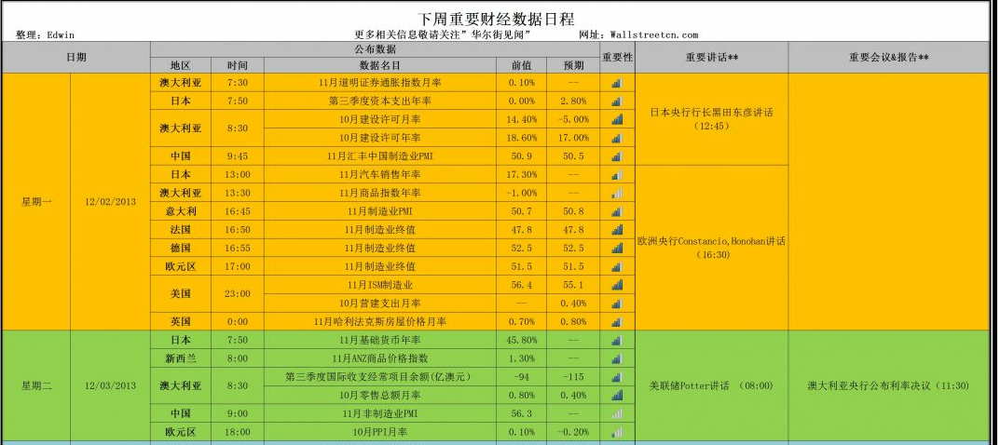 下周重要财经数据日程
整理：Edwin 更多相关信息敬请关注”华尔街见闻” 网址：Wallstreetcn.com
日期 公布数据 重要性 重要讲话** 重要会议&报告**
地区 时间 数据名目 前值 预期
星期一 12/02/2013
澳大利亚 7:30 11月道明证券通胀指数月率 0.10% --
日本 7:50 第三季度资本支出年率 0.00% 2.80%
澳大利亚 8:30 10月建设许可月率 14.40% -5.00%
10月建设许可年率 18.60% 17.00%
中国 9:45 11月汇丰中国制造业PMI 50.9 50.5
日本央行行长黑田东彦讲话
（12:45）
日本 13:00 11月汽车销售年率 17.30% --
澳大利亚 13:30 11月商品指数年率 -1.00% --
意大利 16:45 11月制造业PMI 50.7 50.8
法国 16:50 11月制造业终值 47.8 47.8
德国 16:55 11月制造业终值 52.5 52.5
欧元区 17:00 11月制造业终值 51.5 51.5
美国 23:00 11月ISM制造业 56.4 55.1
10月营建支出月率 -- 0.40%
英国 0:00 11月哈利法克斯房屋价格月率 0.70% 0.80%
欧洲央行Constancio,Honohan讲话
（16:30）
星期二 12/03/2013
日本 7:50 11月基础货币年率 45.80% --
新西兰 8:00 11月ANZ商品价格指数 1.30% --
澳大利亚 8:30 第三季度国际收支经常项目余额(亿澳元） -94 -115
10月零售总额月率 0.80% 0.40%
中国 9:00 11月非制造业PMI 56.3 --
欧元区 18:00 10月PPI月率 0.10% -0.20%
美联储Potter讲话 （08:00）
澳大利亚央行公布利率决议（11:30）